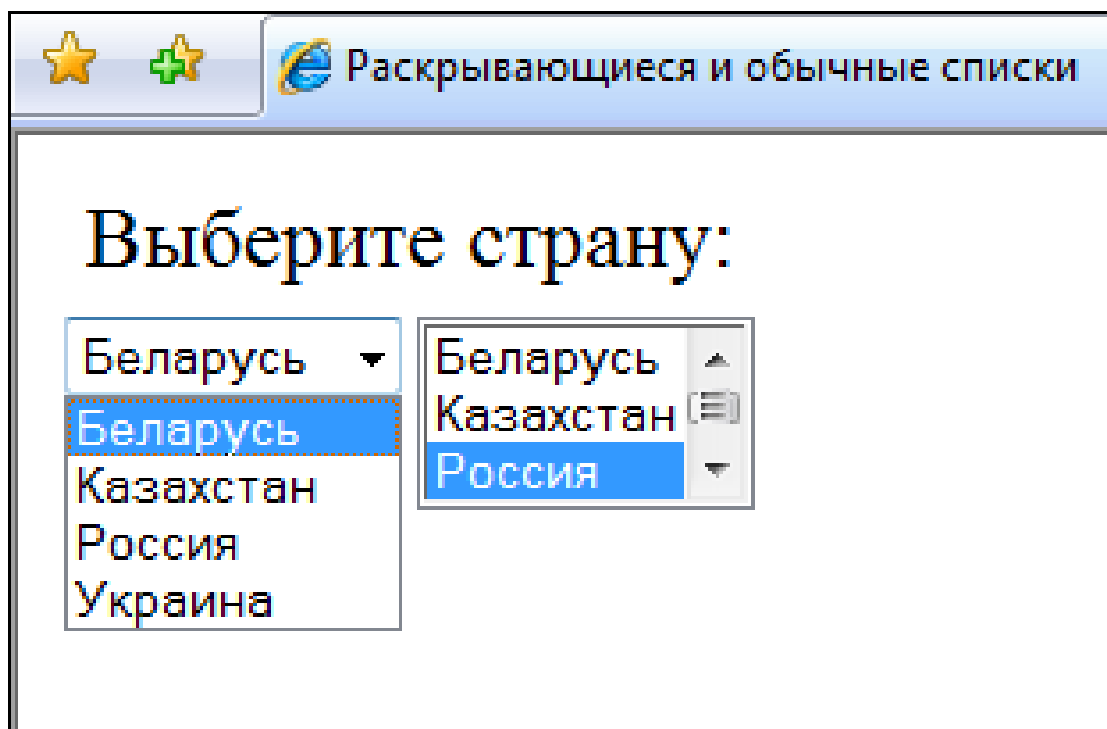 Раскрывающиеся и обычные списки
Выберите страну:
Беларусь
Беларусь
Казахстан
Россия
Украина
Беларусь
Казахстан
Россия